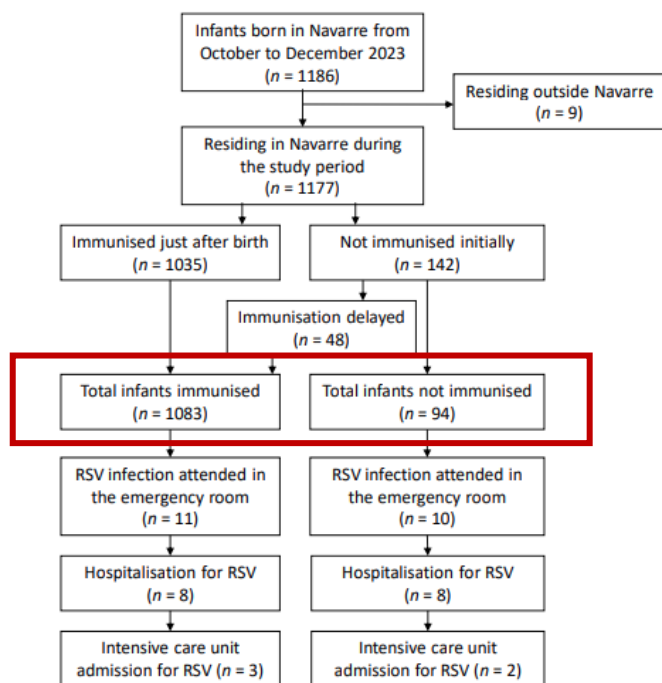 Infants born in Navarre from
October to December 2023
(n = 1186)
Residing outside Navarre
(n = 9)
Residing in Navarre during
the study period
(n = 1177)
Immunised just after birth
(n = 1035)
Not immunised initially
(n = 142)
Immunisation delayed
(n = 48)
Total infants immunised
(n = 1083)
Total infants not immunised
(n = 94)
RSV infection attended in
the emergency room
(n = 11)
RSV infection attended in
the emergency room
(n = 10)
Hospitalisation for RSV
(n = 8)
Hospitalisation for RSV
(n = 8)
Intensive care unit
admission for RSV (n = 3)
Intensive care unit
admission for RSV (n = 2)